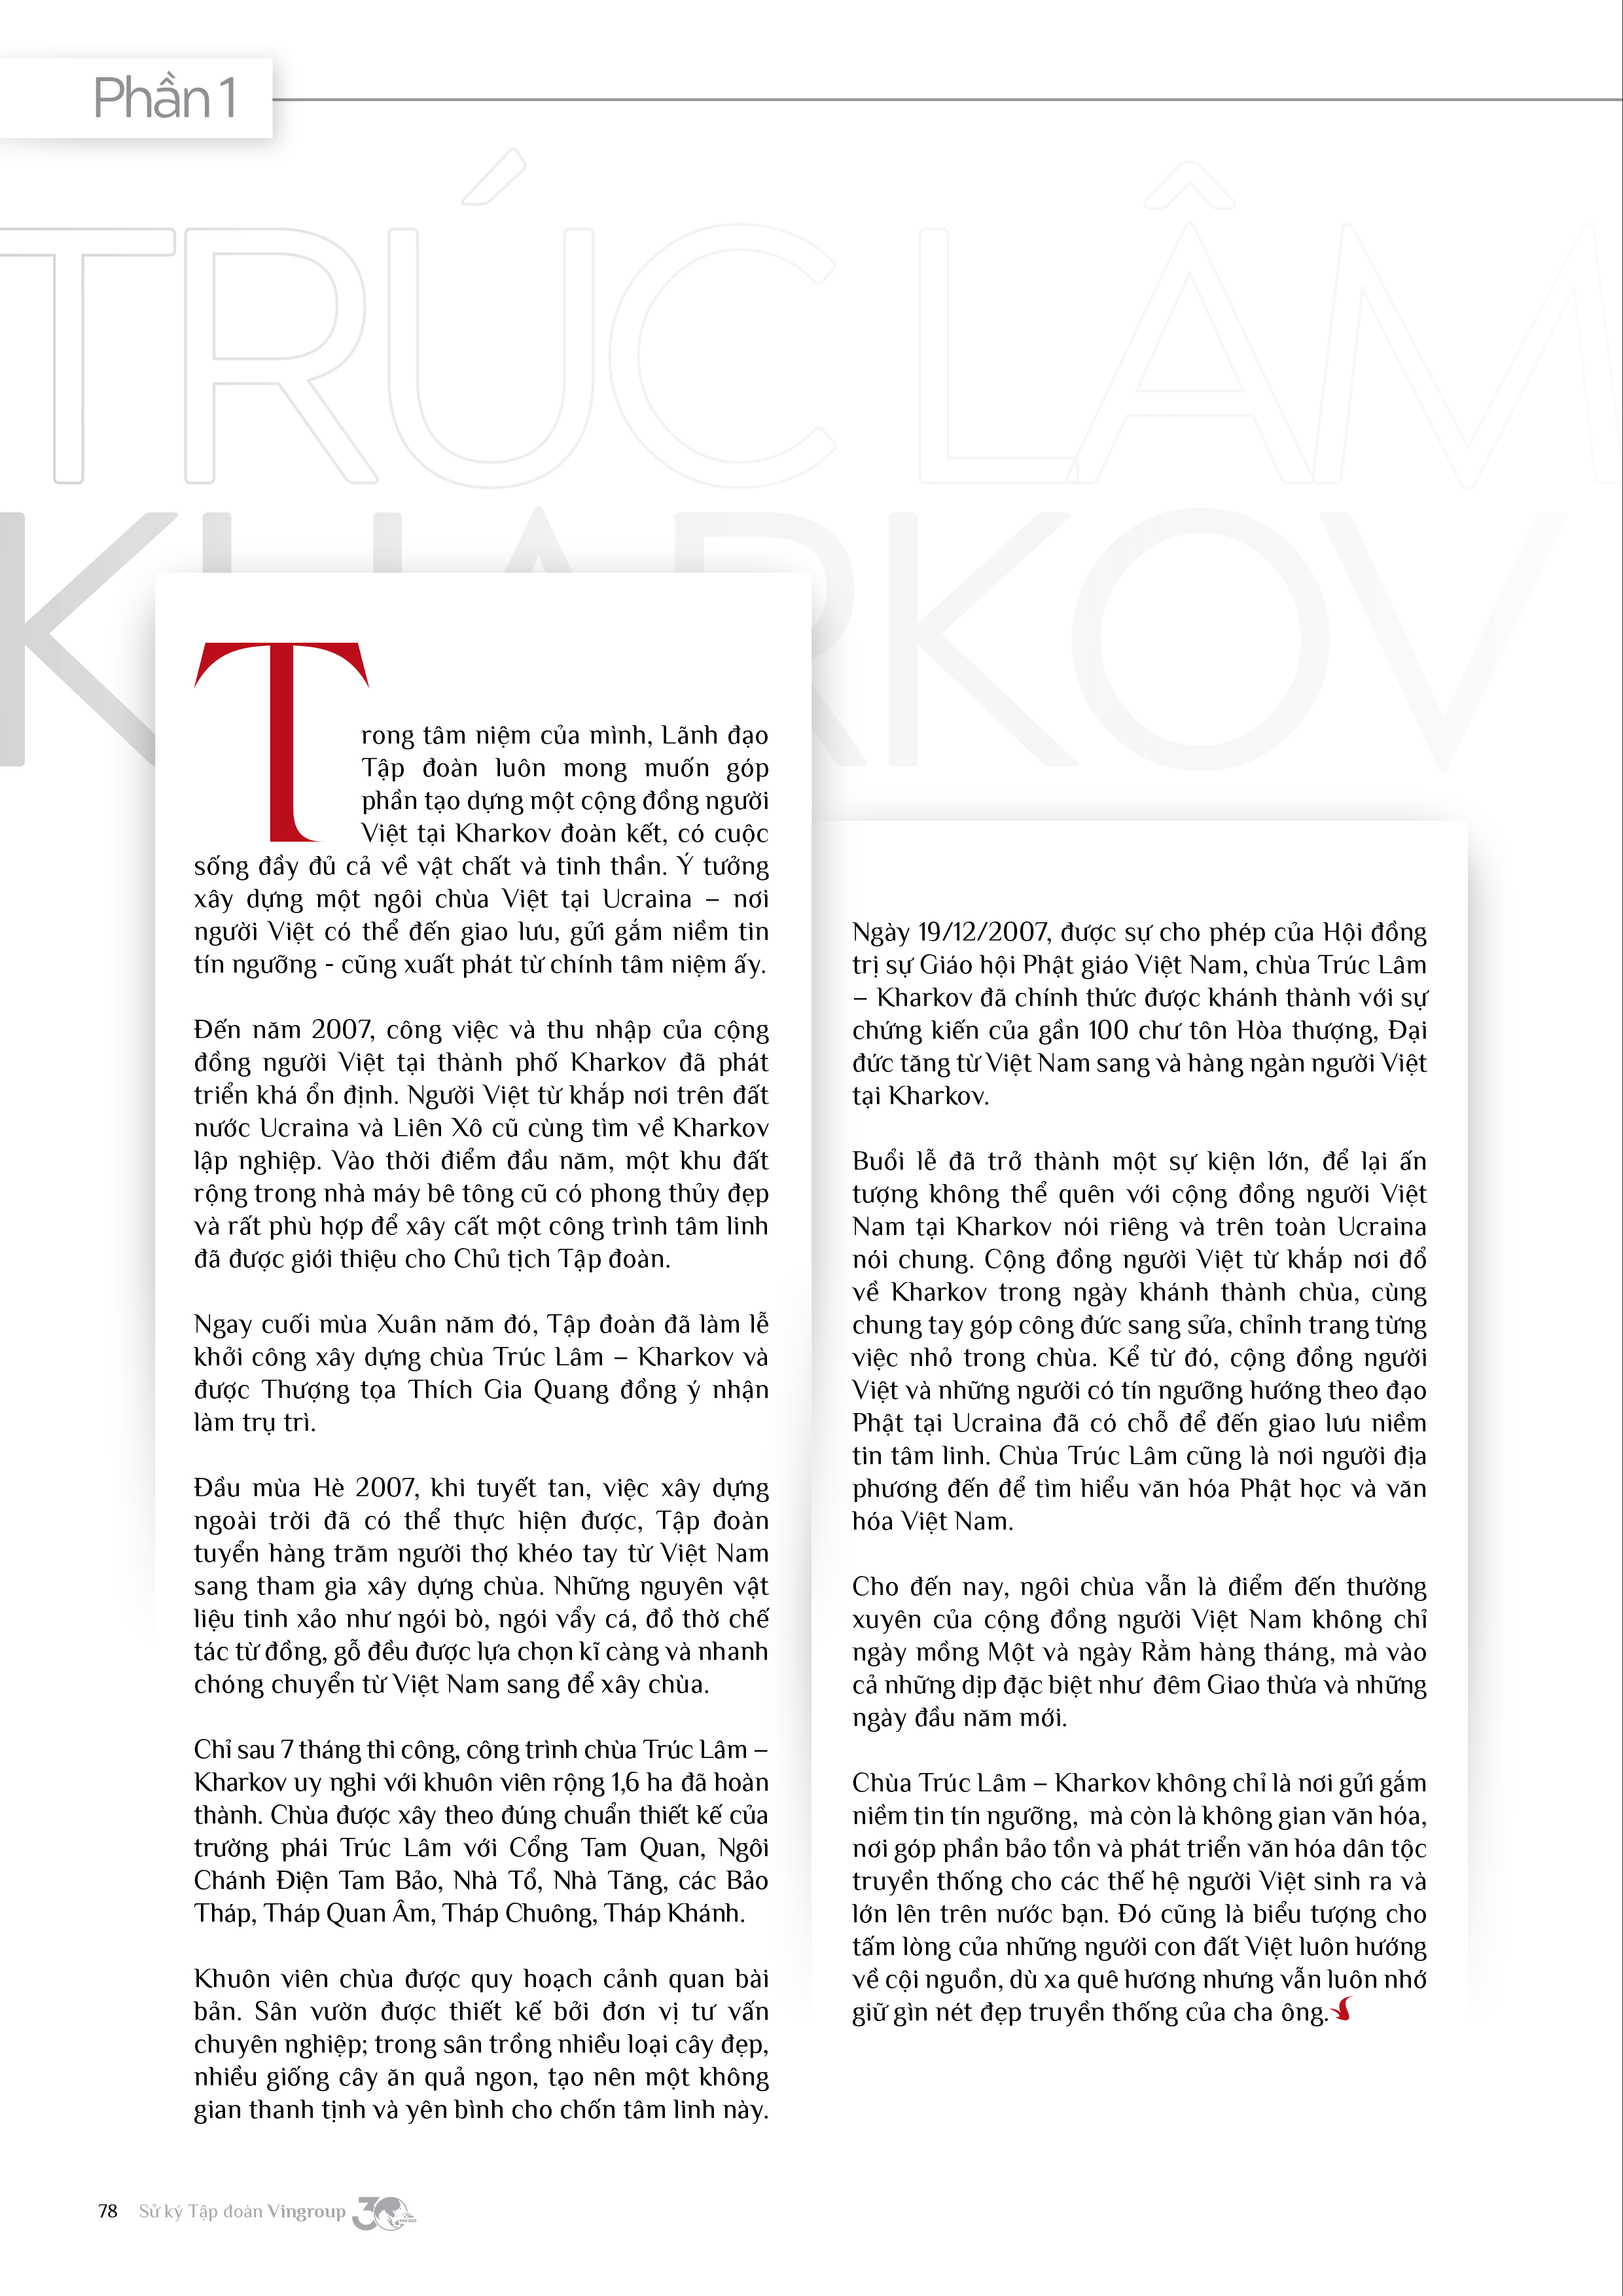 Phần 1
TRÚC LÂM
KHARKOV
Trong tâm niệm của mình, Lãnh đạo
Tập đoàn luôn mong muốn góp
phần tạo dựng một cộng đồng người
Việt tại Kharkov đoàn kết, có cuộc
sống đầy đủ cả về vật chất và tinh thần. Ý tưởng
xây dựng một ngôi chùa Việt tại Ucraina – nơi
người Việt có thể đến giao lưu, gửi gắm niềm tin
tín ngưỡng - cũng xuất phát từ chính tâm niệm ấy.
Đến năm 2007, công việc và thu nhập của cộng
đồng người Việt tại thành phố Kharkov đã phát
triển khá ổn định. Người Việt từ khắp nơi trên đất
nước Ucraina và Liên Xô cũ cùng tìm về Kharkov
lập nghiệp. Vào thời điểm đầu năm, một khu đất
rộng trong nhà máy bê tông cũ có phong thủy đẹp
và rất phù hợp để xây cất một công trình tâm linh
đã được giới thiệu cho Chủ tịch Tập đoàn.
Ngay cuối mùa Xuân năm đó, Tập đoàn đã làm lễ
khởi công xây dựng chùa Trúc Lâm – Kharkov và
được Thượng tọa Thích Gia Quang đồng ý nhận
làm trụ trì.
Đầu mùa Hè 2007, khi tuyết tan, việc xây dựng
ngoài trời đã có thể thực hiện được, Tập đoàn
tuyển hàng trăm người thợ khéo tay từ Việt Nam
sang tham gia xây dựng chùa. Những nguyên vật
liệu tinh xảo như ngói bò, ngói vẩy cá, đồ thờ chế
tác từ đồng, gỗ đều được lựa chọn kĩ càng và nhanh
chóng chuyển từ Việt Nam sang để xây chùa.
Chỉ sau 7 tháng thi công, công trình chùa Trúc Lâm –
Kharkov uy nghi với khuôn viên rộng 1,6 ha đã hoàn
thành. Chùa được xây theo đúng chuẩn thiết kế của
trường phái Trúc Lâm với Cổng Tam Quan, Ngôi
Chánh Điện Tam Bảo, Nhà Tổ, Nhà Tăng, các Bảo
Tháp, Tháp Quan Âm, Tháp Chuông, Tháp Khánh.
Khuôn viên chùa được quy hoạch cảnh quan bài
bản. Sân vườn được thiết kế bởi đơn vị tư vấn
chuyên nghiệp; trong sân trồng nhiều loại cây đẹp,
nhiều giống cây ăn quả ngon, tạo nên một không
gian thanh tịnh và yên bình cho chốn tâm linh này.
Ngày 19/12/2007, được sự cho phép của Hội đồng
trị sự Giáo hội Phật giáo Việt Nam, chùa Trúc Lâm
– Kharkov đã chính thức được khánh thành với sự
chứng kiến của gần 100 chư tôn Hòa thượng, Đại
đức tăng từ Việt Nam sang và hàng ngàn người Việt
tại Kharkov.
Buổi lễ đã trở thành một sự kiện lớn, để lại ấn
tượng không thể quên với cộng đồng người Việt
Nam tại Kharkov nói riêng và trên toàn Ucraina
nói chung. Cộng đồng người Việt từ khắp nơi đổ
về Kharkov trong ngày khánh thành chùa, cùng
chung tay góp công đức sang sửa, chỉnh trang từng
việc nhỏ trong chùa. Kể từ đó, cộng đồng người
Việt và những người có tín ngưỡng hướng theo đạo
Phật tại Ucraina đã có chỗ để đến giao lưu niềm
tin tâm linh. Chùa Trúc Lâm cũng là nơi người địa
phương đến để tìm hiểu văn hóa Phật học và văn
hóa Việt Nam.
Cho đến nay, ngôi chùa vẫn là điểm đến thường
xuyên của cộng đồng người Việt Nam không chỉ
ngày mồng Một và ngày Rằm hàng tháng, mà vào
cả những dịp đặc biệt như đêm Giao thừa và những
ngày đầu năm mới.
Chùa Trúc Lâm – Kharkov không chỉ là nơi gửi gắm
niềm tin tín ngưỡng, mà còn là không gian văn hóa,
nơi góp phần bảo tồn và phát triển văn hóa dân tộc
truyền thống cho các thế hệ người Việt sinh ra và
lớn lên trên nước bạn. Đó cũng là biểu tượng cho
tấm lòng của những người con đất Việt luôn hướng
về cội nguồn, dù xa quê hương nhưng vẫn luôn nhớ
giữ gìn nét đẹp truyền thống của cha ông.
78 Sử ký Tập đoàn Vingroup 30